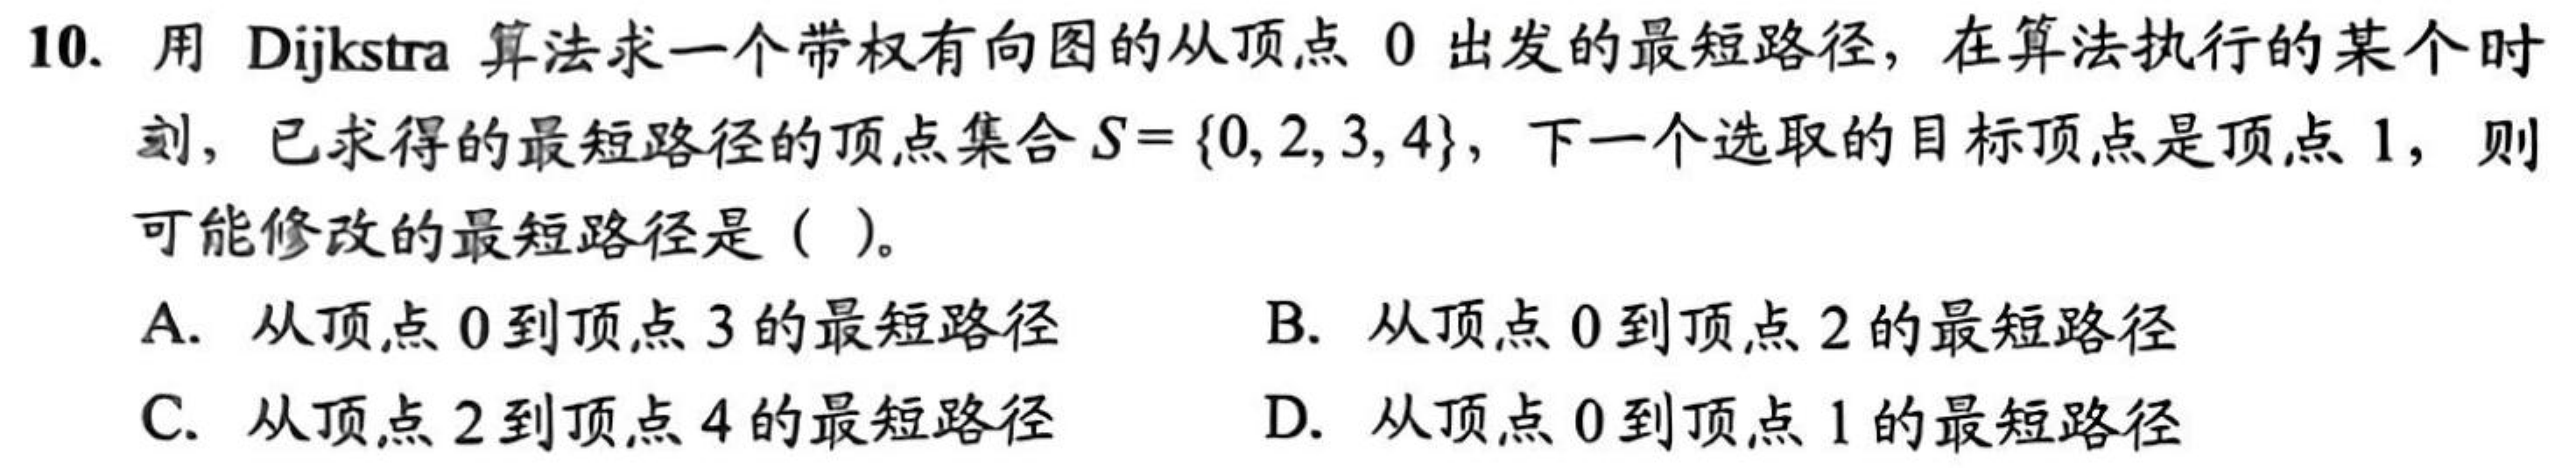 10. 用 Dijkstra 算法求一个带权有向图的从顶点 0 出发的最短路径，在算法执行的某个时
刻，已求得的最短路径的顶点集合 S = {0, 2, 3, 4}，下一个选取的目标顶点是顶点 1，则
可能修改的最短路径是（ ）。
A. 从顶点 0 到顶点 3 的最短路径 B. 从顶点 0 到顶点 2 的最短路径
C. 从顶点 2 到顶点 4 的最短路径 D. 从顶点 0 到顶点 1 的最短路径